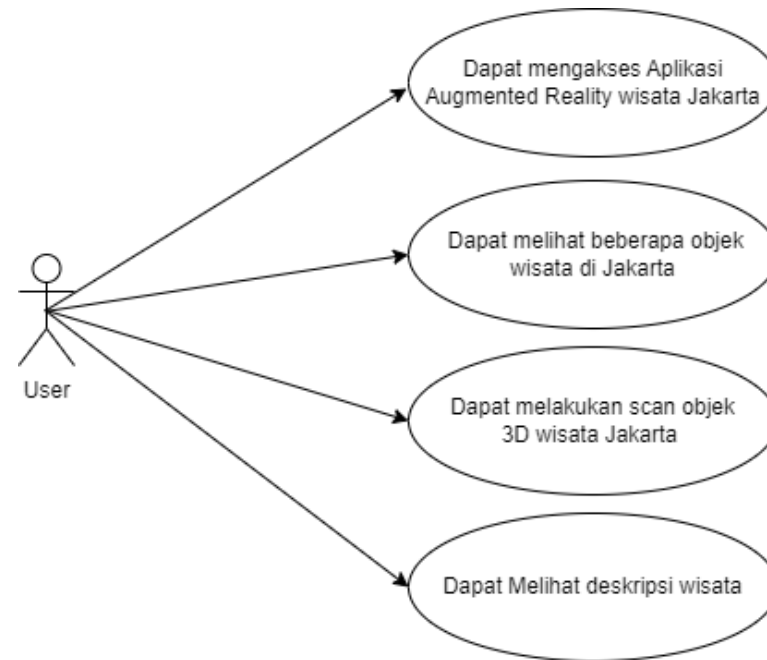 Dapat mengakses Aplikasi
Augmented Reality wisata Jakarta
Dapat melihat beberapa objek
wisata di Jakarta
User
Dapat melakukan scan objek
3D wisata Jakarta
Dapat Melihat deskripsi wisata